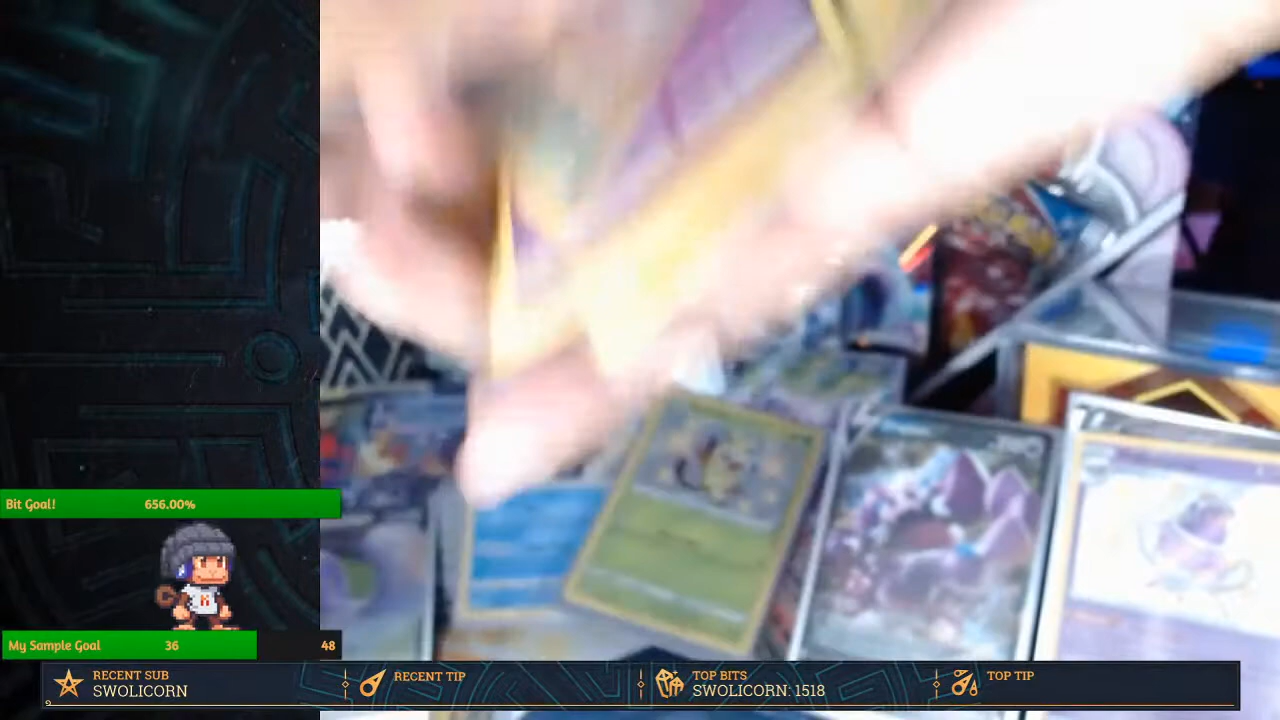 Bit Goal! 656.00%
K
My Sample Goal 36 48
RECENT SUB
SWOLICORN
RECENT TIP
TOP BITS
SWOLICORN: 1518
TOP TIP